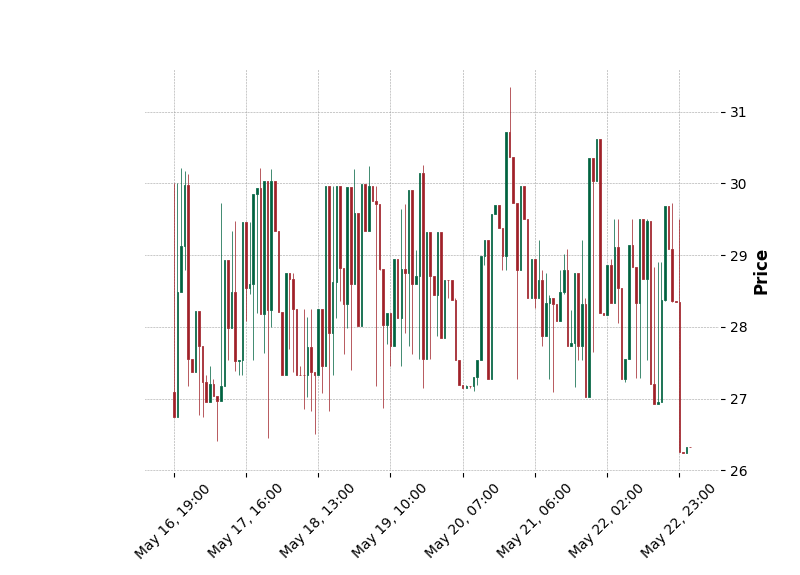 31
30
29
28
27
26
Price
May 16, 19:00
May 17, 16:00
May 18, 13:00
May 19, 10:00
May 20, 07:00
May 21, 06:00
May 22, 02:00
May 22, 23:00